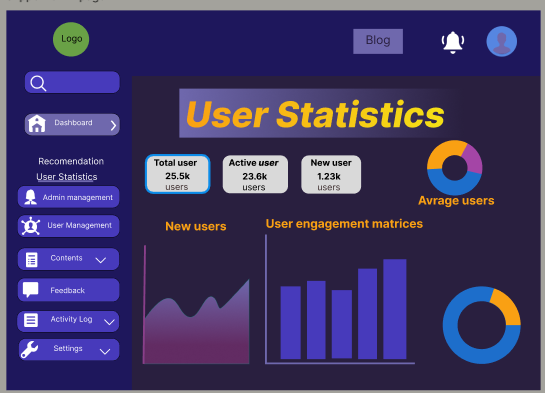 Logo
Blog
Dashboard
Recomendation
User Statistics
Admin management
User Management
Contents
Feedback
Activity Log
Settings
User Statistics
Total user
25.5k
users
Active user
23.6k
users
New user
1.23k
users
Avrage users
New users
User engagement matrices